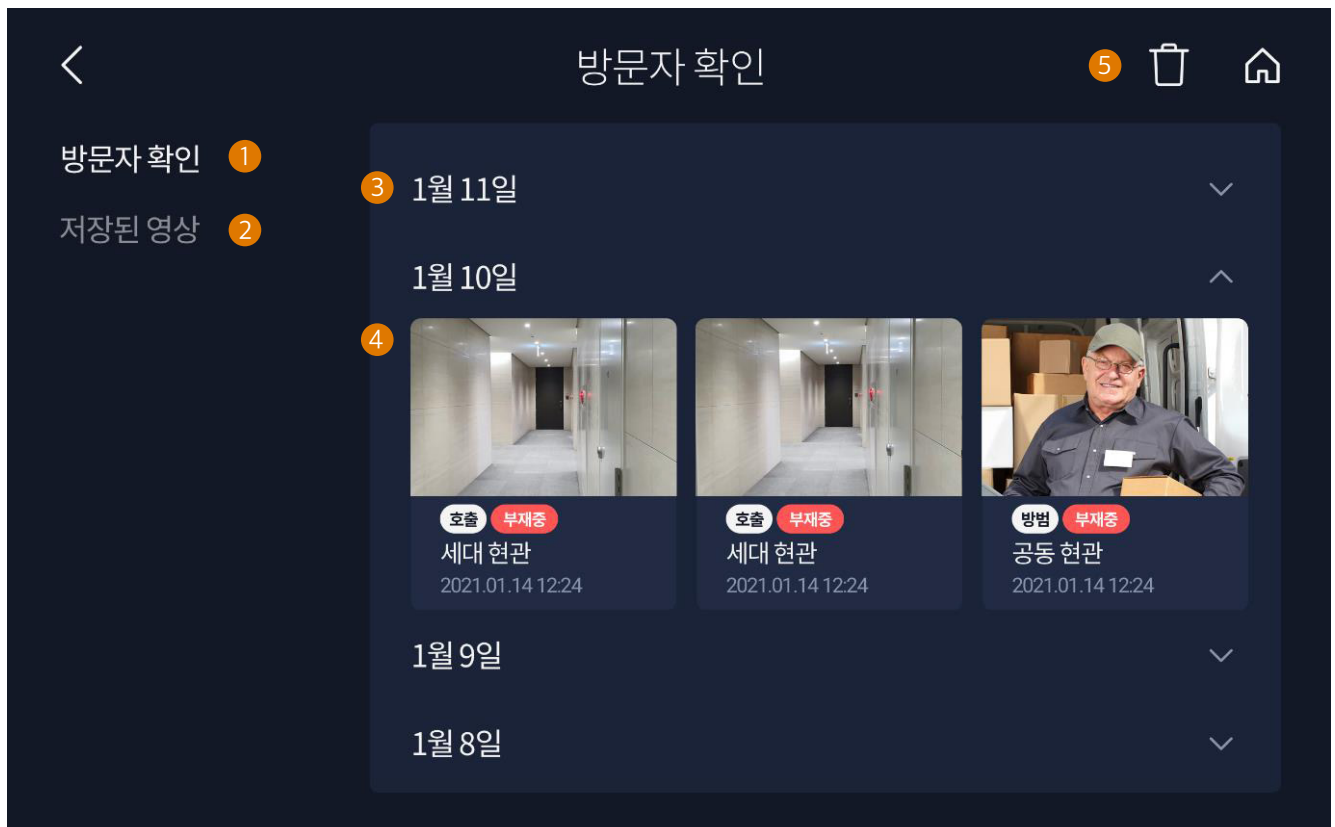 방문자 확인
5
방문자 확인
1
저장된 영상
2
3
1월 11일
1월 10일
4
호출 부재중
세대 현관
2021.01.14 12:24
호출 부재중
세대 현관
2021.01.14 12:24
방범 부재중
공동 현관
2021.01.14 12:24
1월 9일
1월 8일